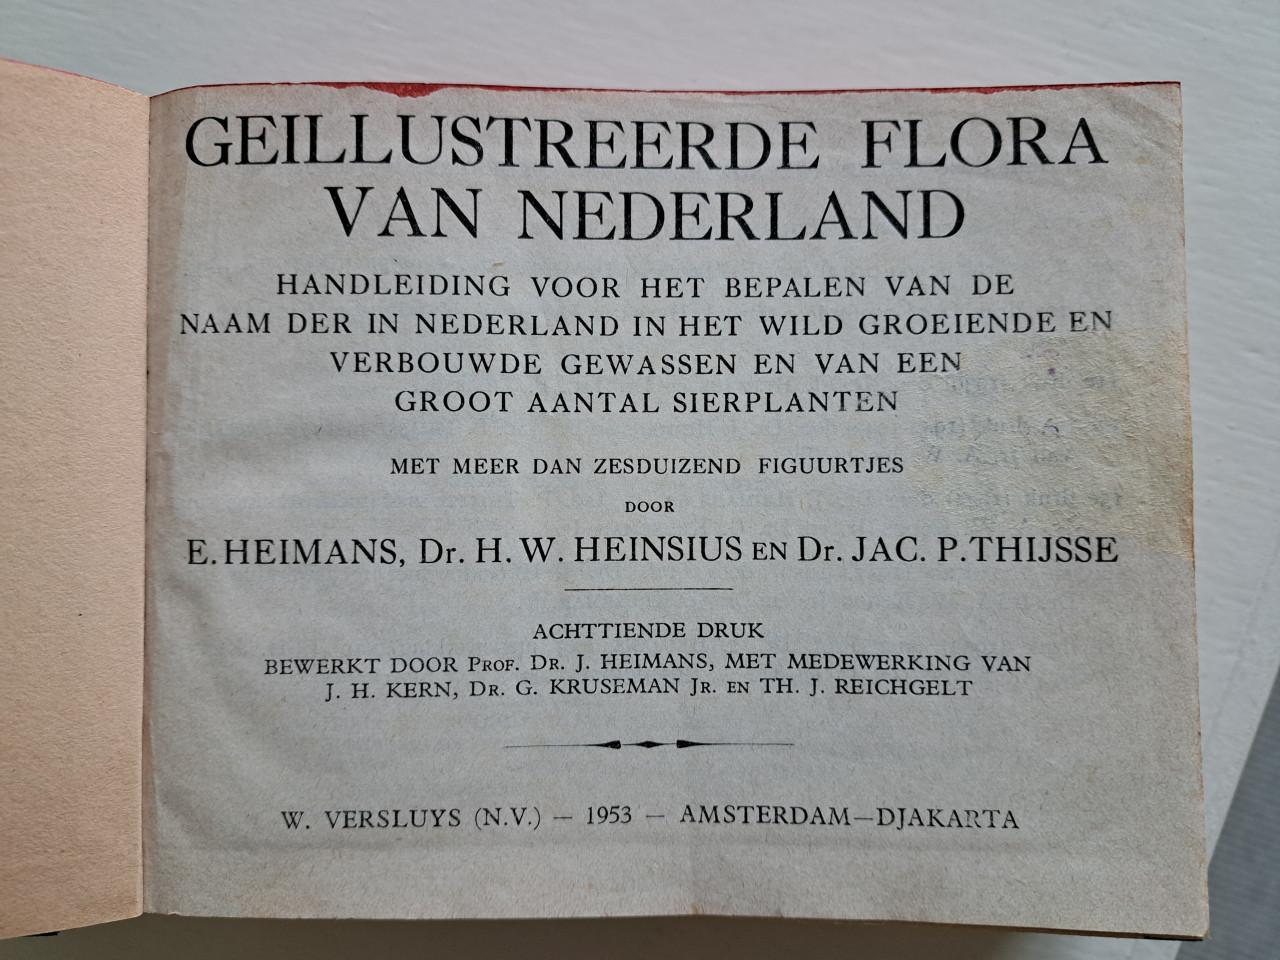 GEILLUSTREERDE FLORA
VAN NEDERLAND
HANDLEIDING VOOR HET BEPALEN VAN DE
NAAM DER IN NEDERLAND IN HET WILD GROEIENDE EN
VERBOUWDE GEWASSEN EN VAN EEN
GROOT AANTAL SIERPLANTEN
MET MEER DAN ZESDUIZEND FIGUURTJES
DOOR
E. HEIMANS, Dr. H. W. HEINSIUS EN Dr. JAC. P. THIJSSE
ACHTTIENDE DRUK
BEWERKT DOOR PROF. DR. J. HEIMANS, MET MEDEWERKING VAN
J. H. KERN, DR. G. KRUSEMAN JR. EN TH. J. REICHGELT
W. VERSLUYS (N.V.) — 1953 — AMSTERDAM—DJAKARTA